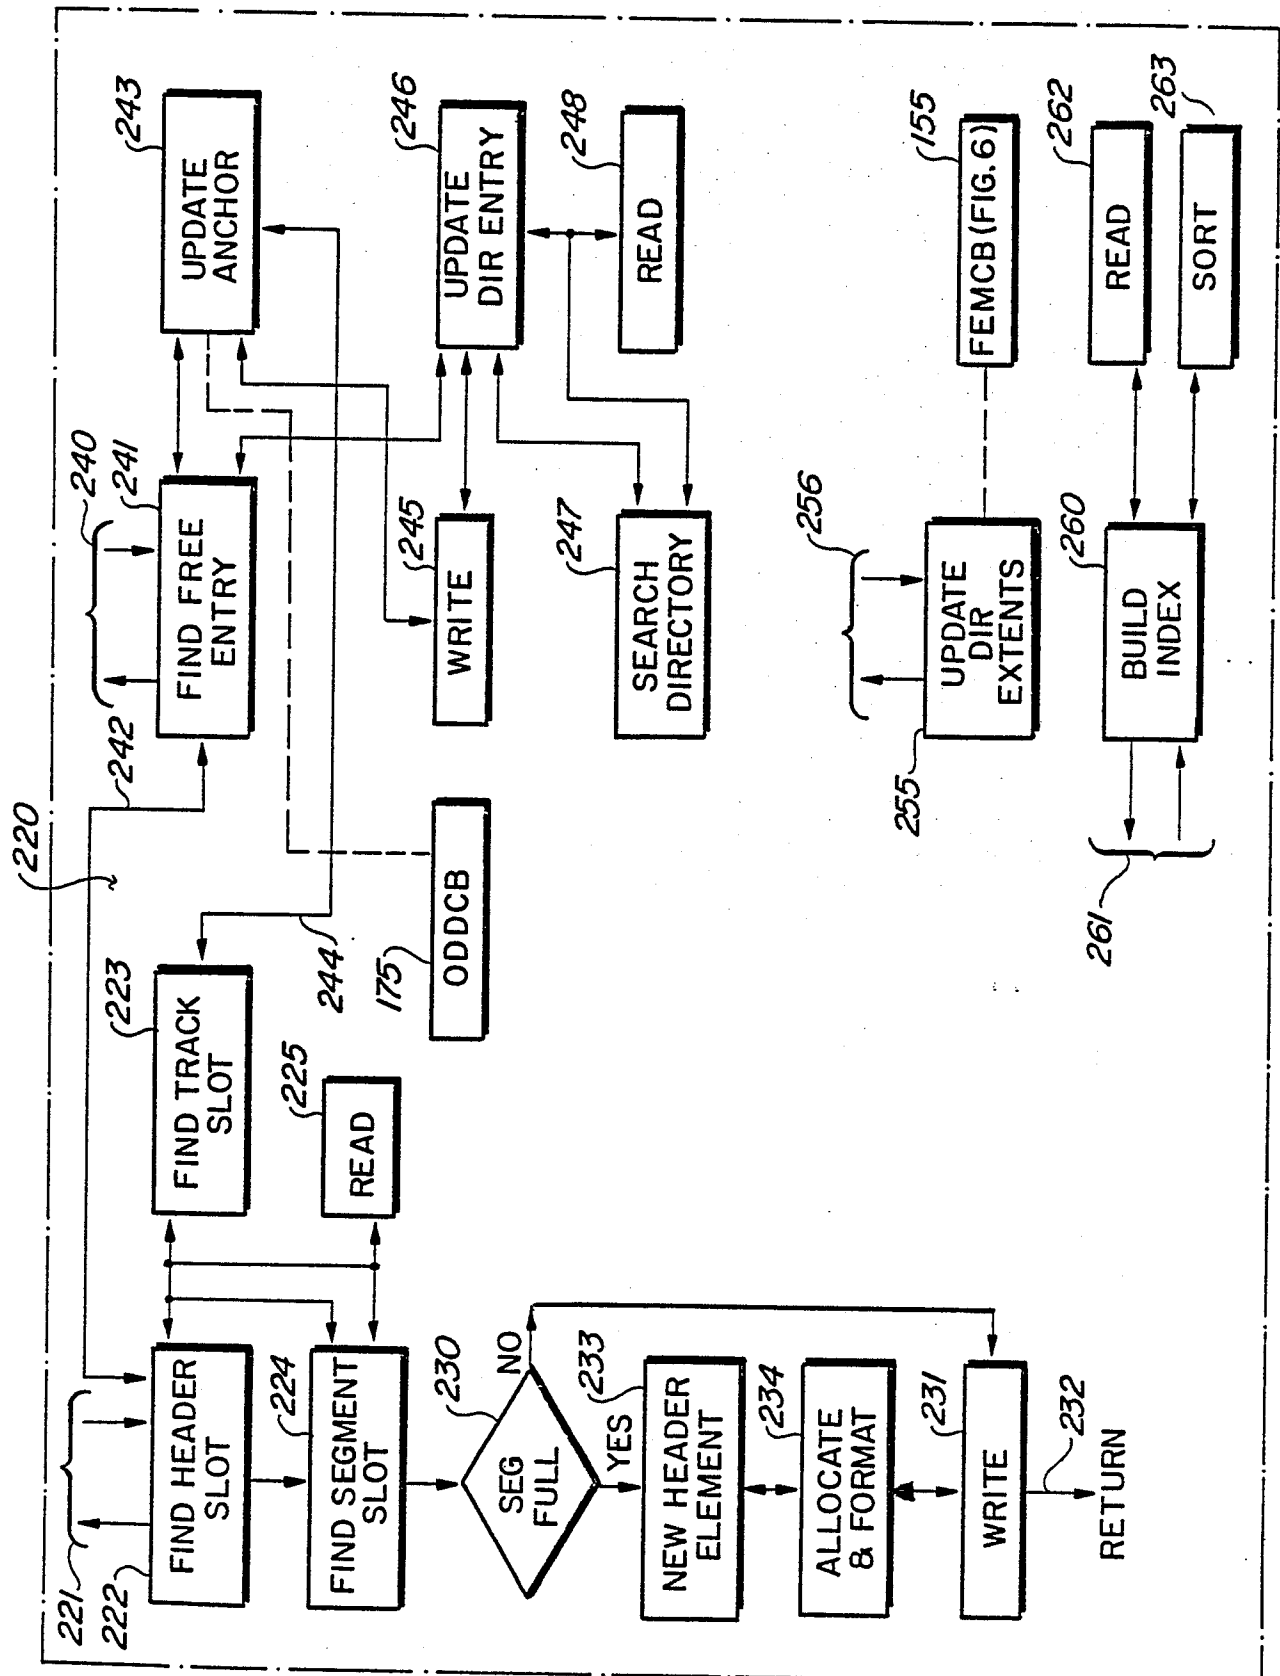 220
221
222
FIND HEADER
SLOT
223
FIND TRACK
SLOT
242
240
241
FIND FREE
ENTRY
243
UPDATE
ANCHOR
224
FIND SEGMENT
SLOT
225
READ
244
175
ODDCB
245
WRITE
246
UPDATE
DIR ENTRY
230
SEG
FULL
NO
YES
247
SEARCH
DIRECTORY
248
READ
233
NEW HEADER
ELEMENT
234
ALLOCATE
& FORMAT
231
WRITE
232
RETURN
256
255
UPDATE
DIR
EXTENTS
155
FEMCB (FIG. 6)
260
BUILD
INDEX
261
262
READ
263
SORT